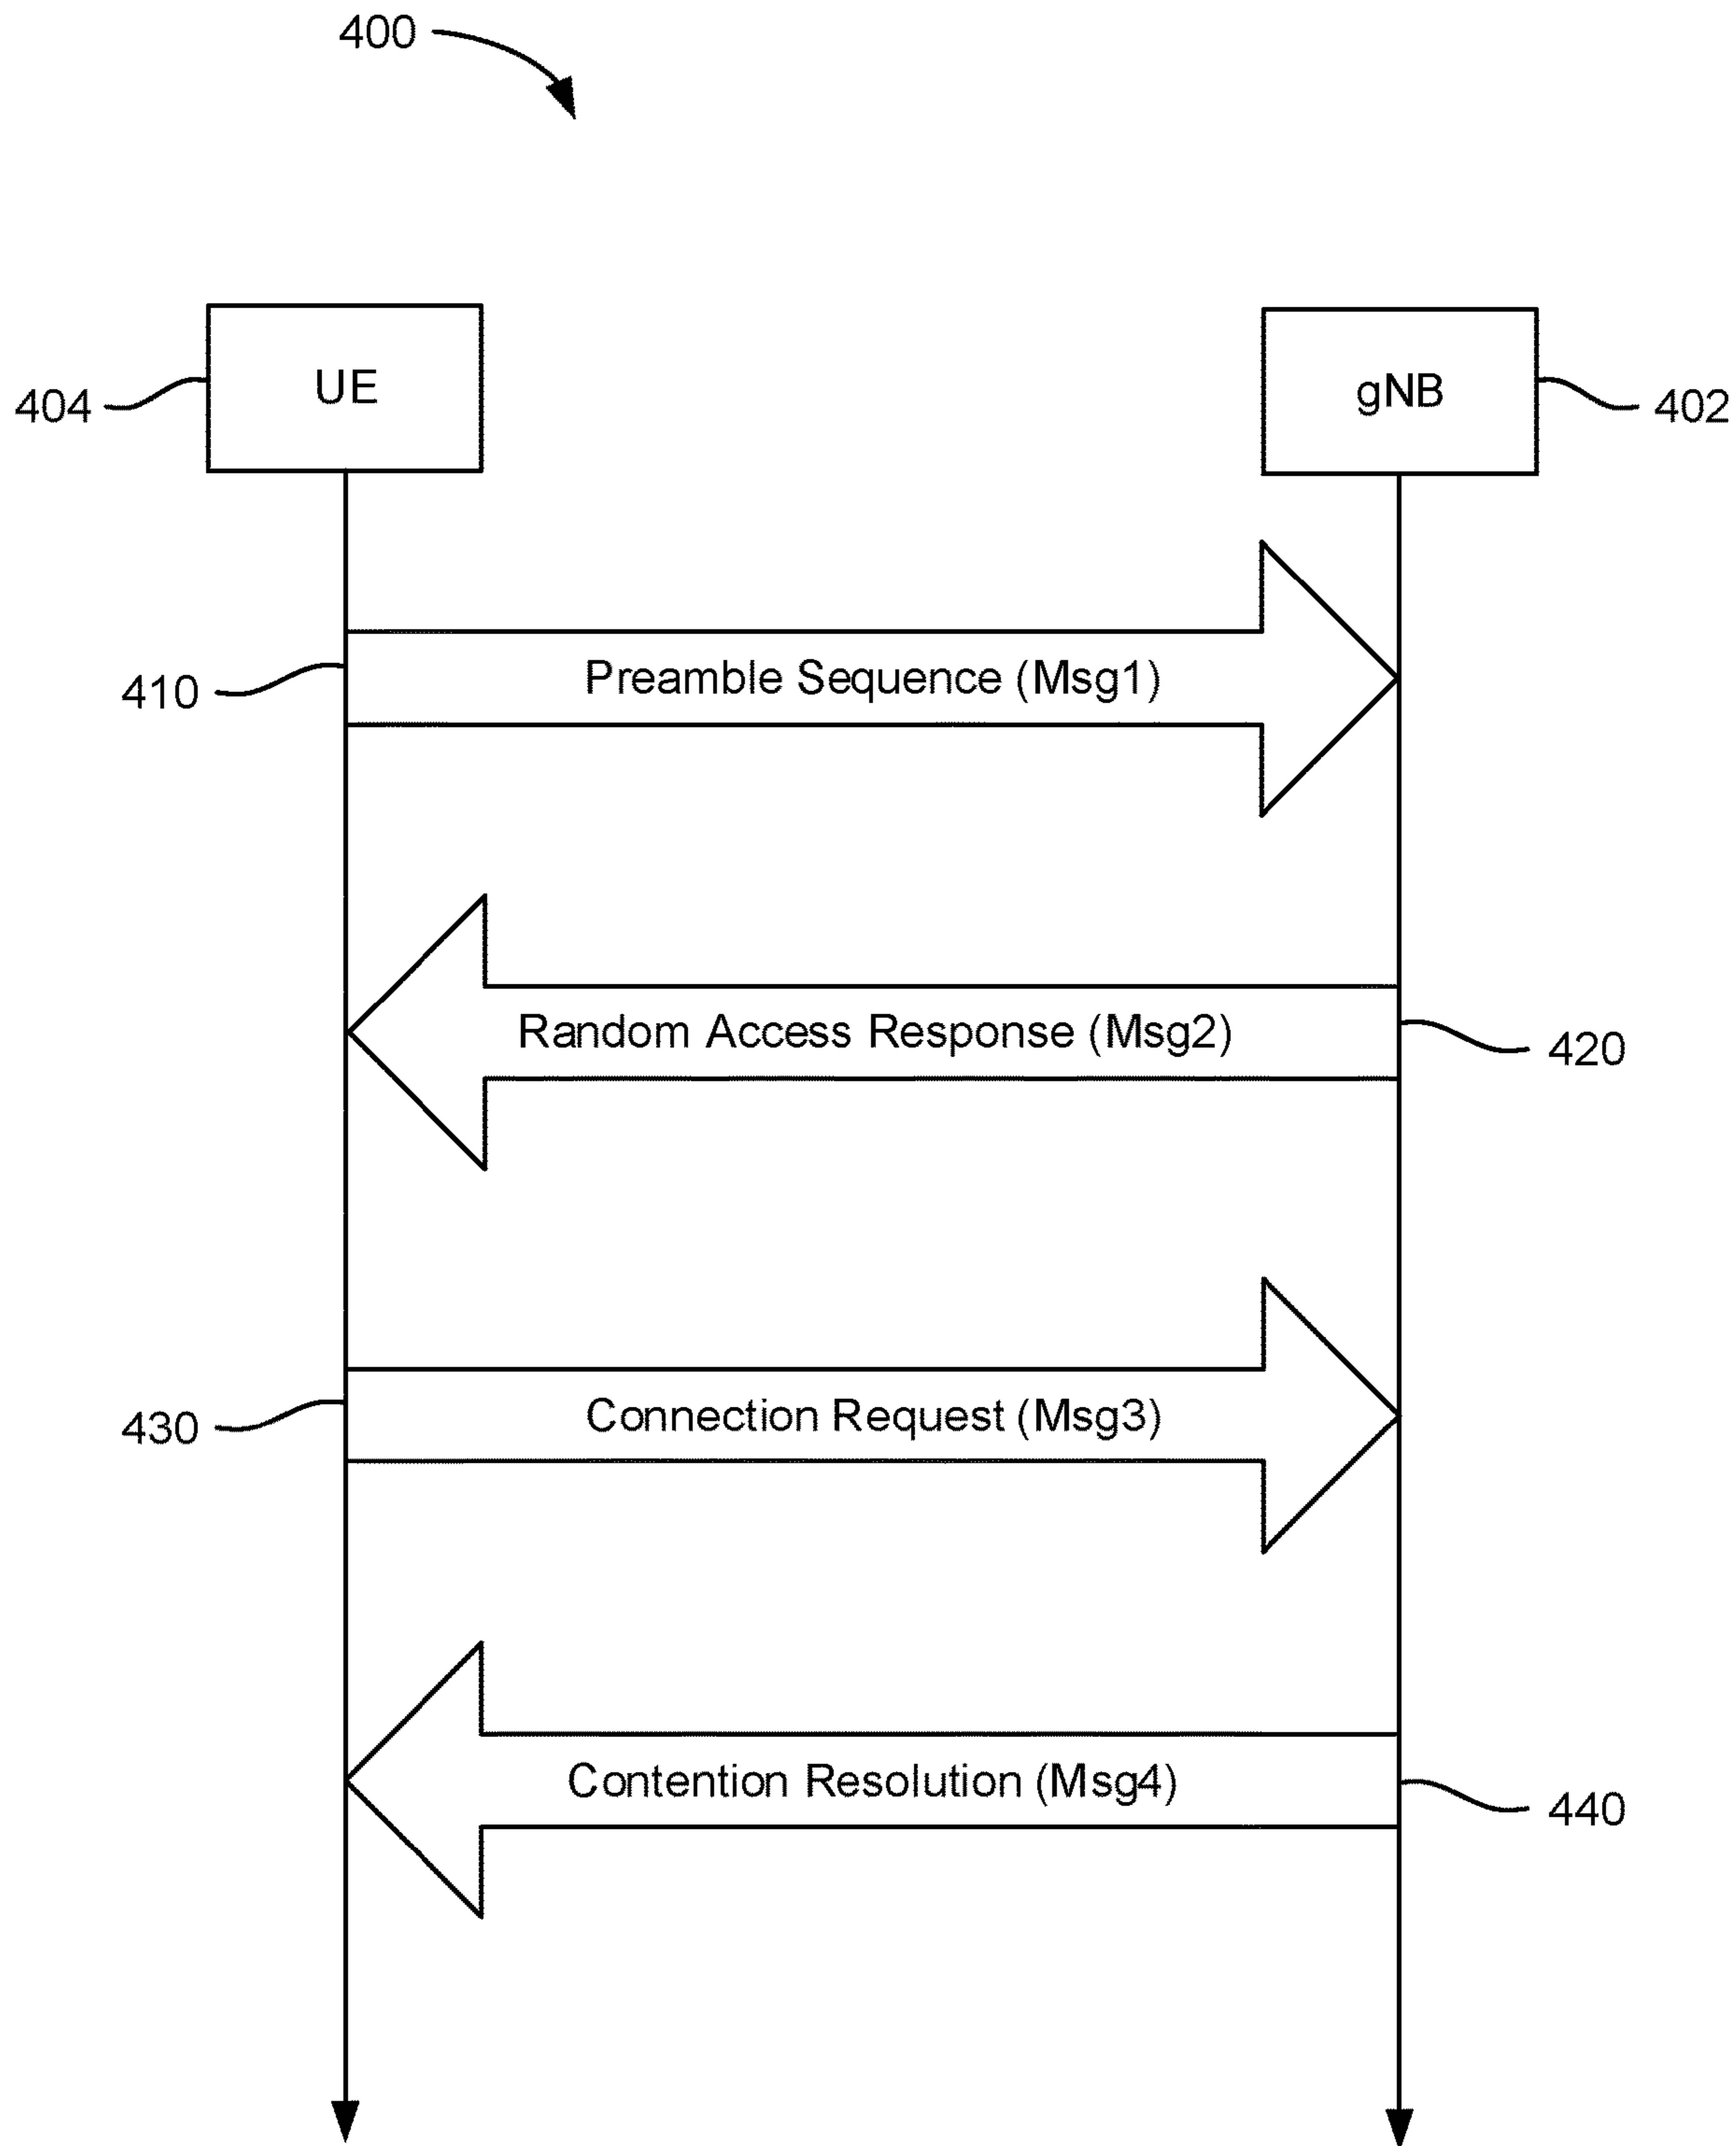 400
UE
gNB
404
402
Preamble Sequence (Msg1)
410
Random Access Response (Msg2)
420
Connection Request (Msg3)
430
Contention Resolution (Msg4)
440